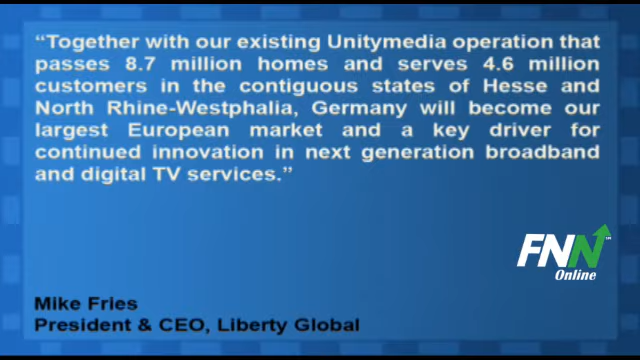 “Together with our existing Unitymedia operation that
passes 8.7 million homes and serves 4.6 million
customers in the contiguous states of Hesse and
North Rhine-Westphalia, Germany will become our
largest European market and a key driver for
continued innovation in next generation broadband
and digital TV services.”
FNN
Online
Mike Fries
President & CEO, Liberty Global